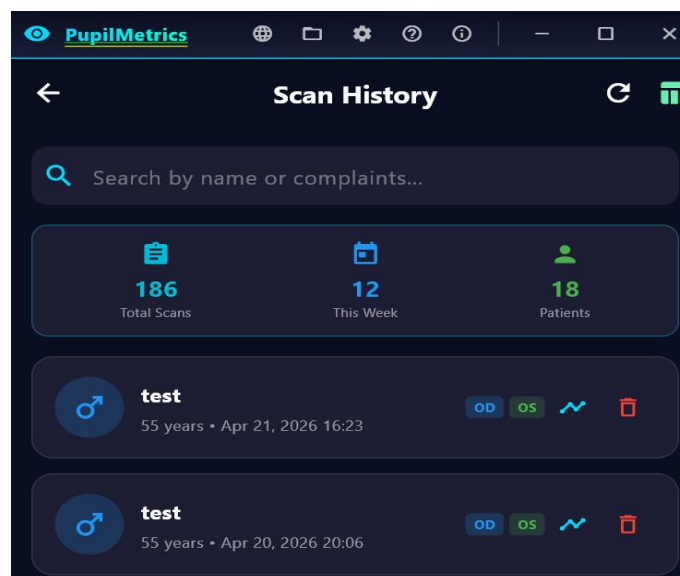 PupilMetrics
Scan History
Search by name or complaints...
186
Total Scans
12
This Week
18
Patients
test
55 years • Apr 21, 2026 16:23
OD OS
test
55 years • Apr 20, 2026 20:06
OD OS